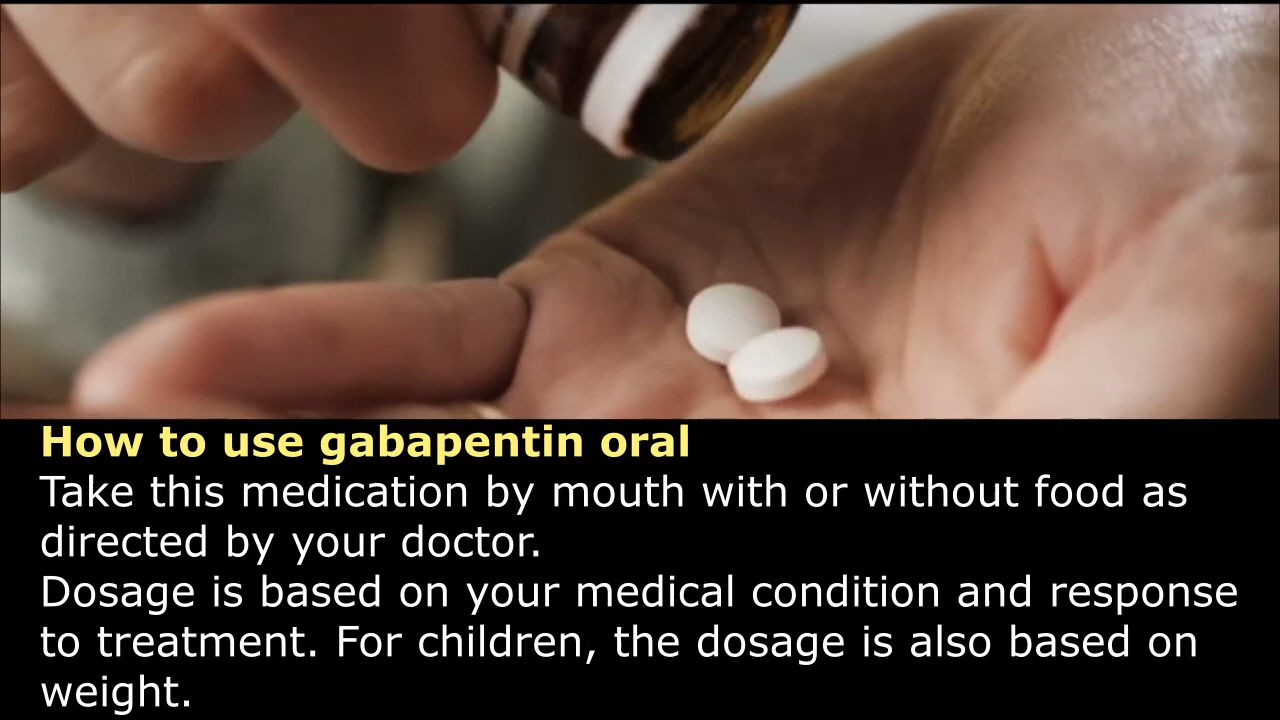 How to use gabapentin oral
Take this medication by mouth with or without food as
directed by your doctor.
Dosage is based on your medical condition and response
to treatment. For children, the dosage is also based on
weight.